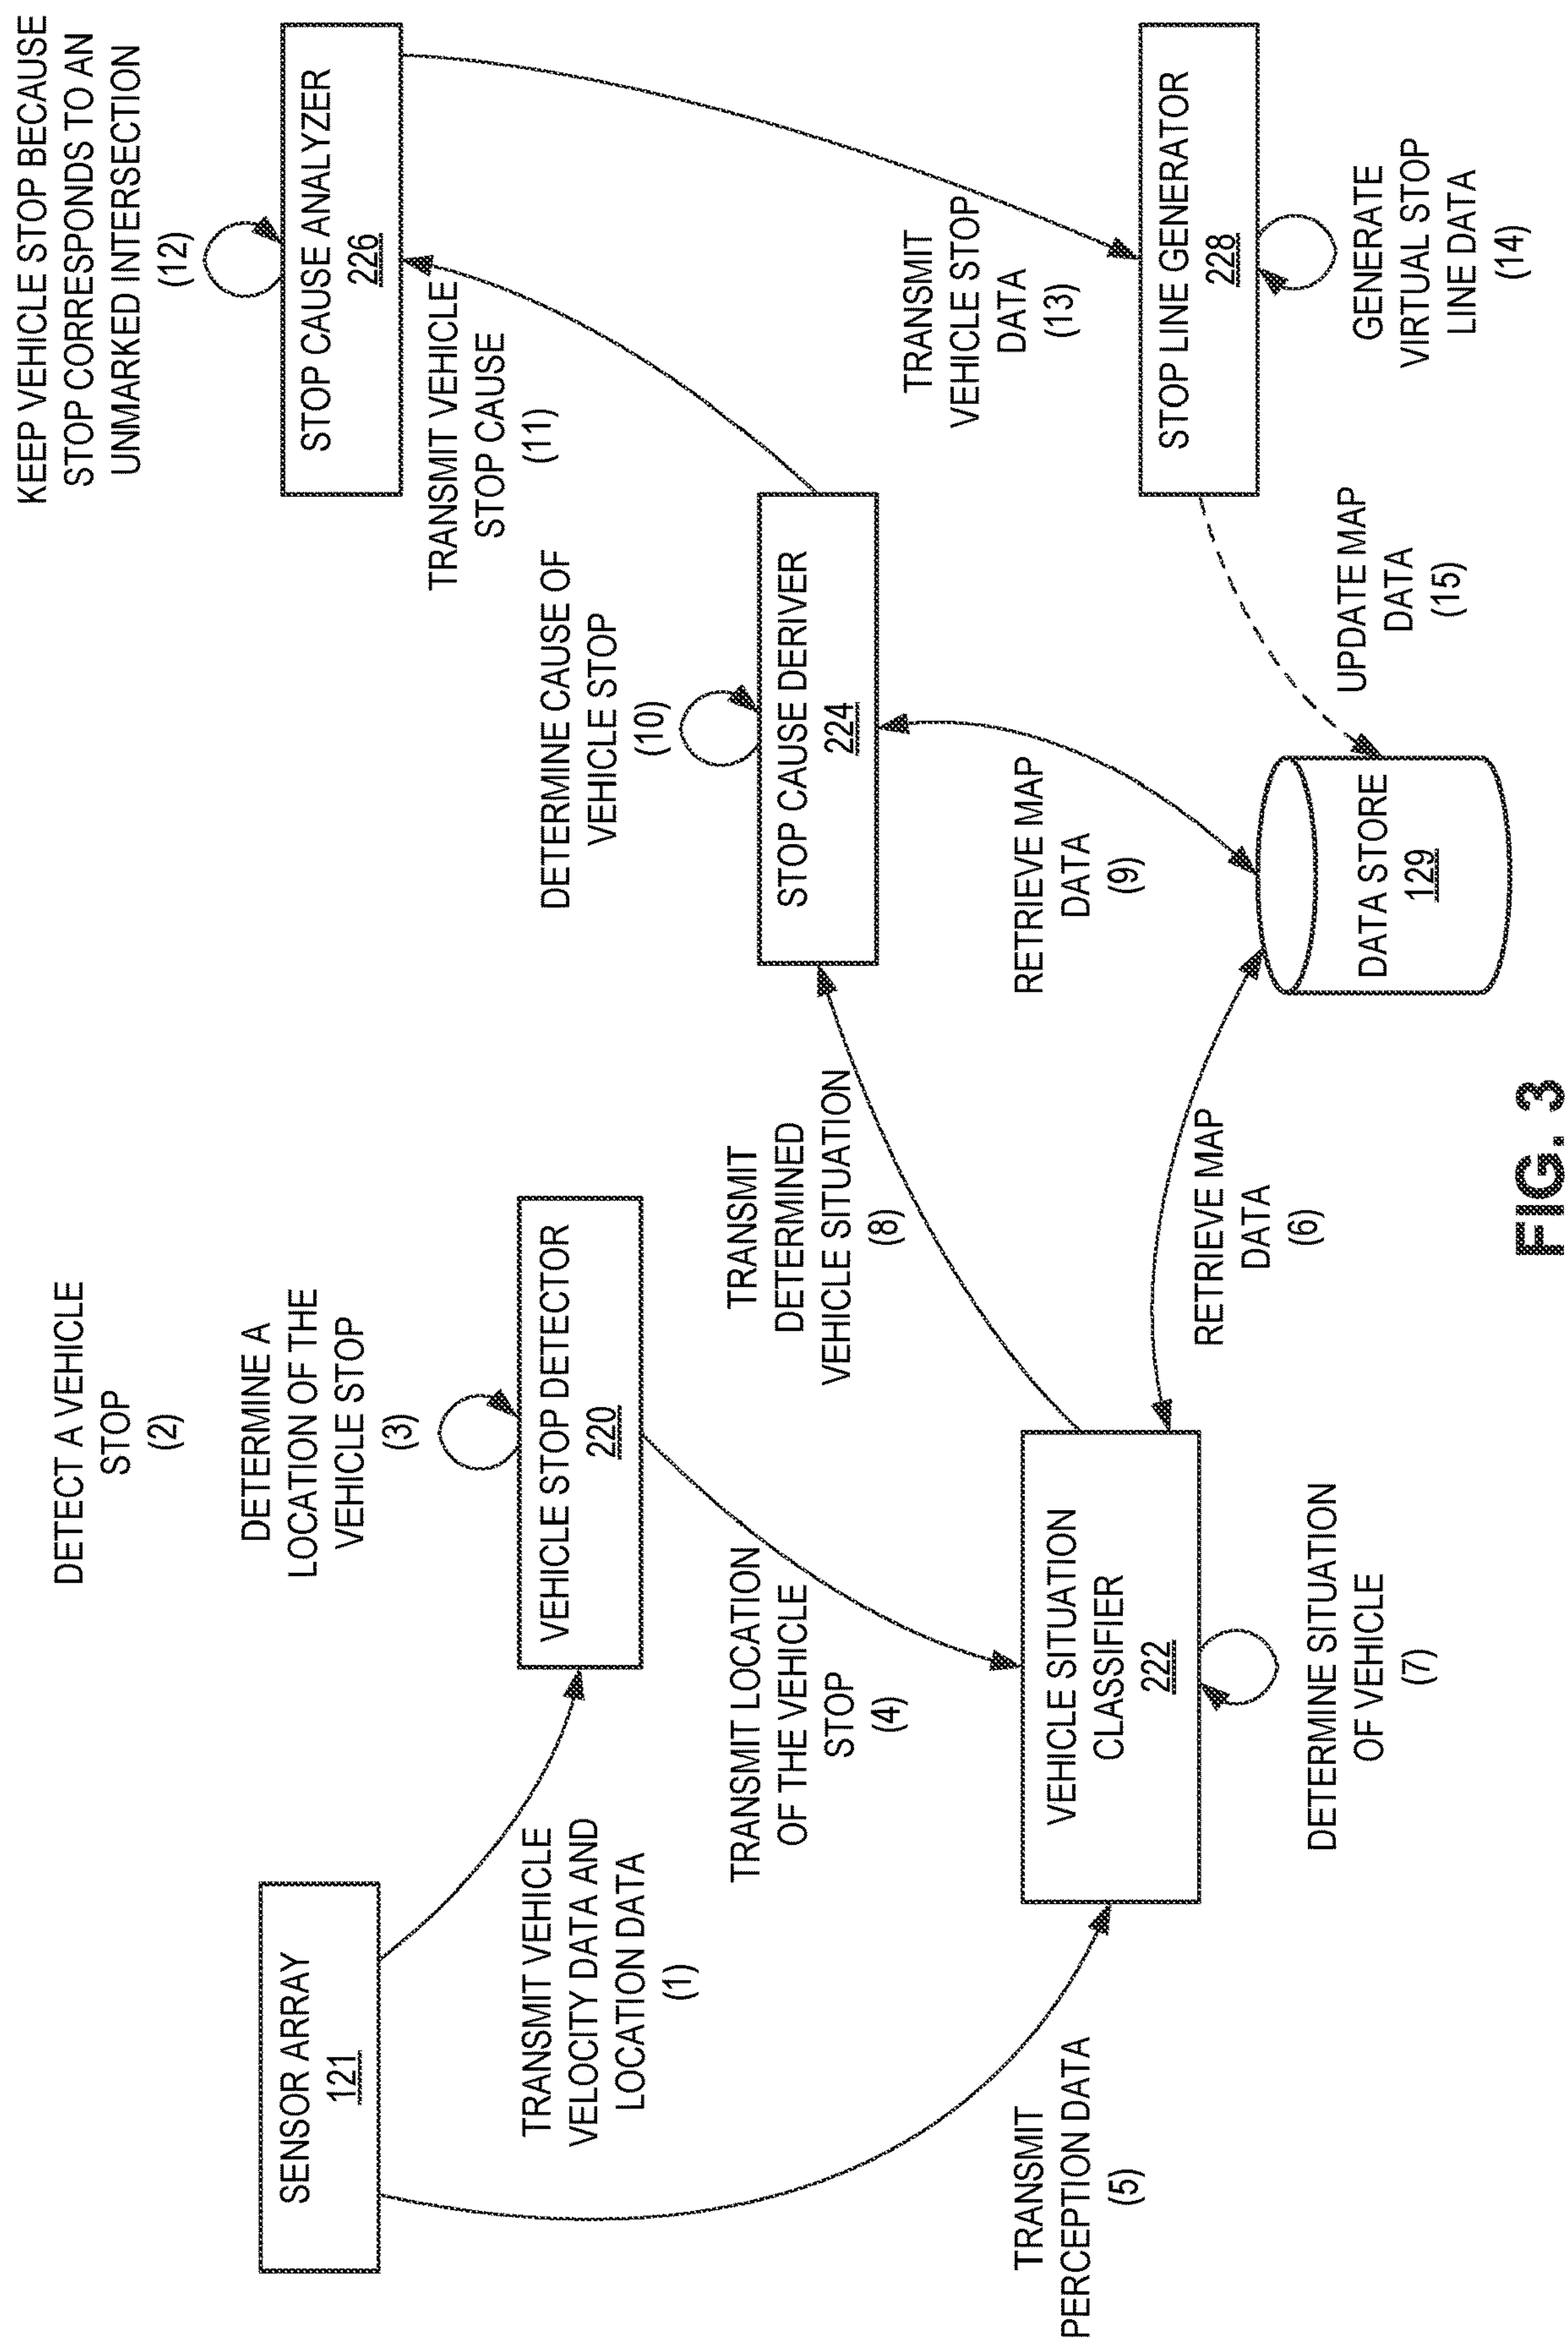 DETECT A VEHICLE
STOP
(2)
DETERMINE A
LOCATION OF THE
VEHICLE STOP
(3)
SENSOR ARRAY
121
VEHICLE STOP DETECTOR
220
TRANSMIT VEHICLE
VELOCITY DATA AND
LOCATION DATA
(1)
TRANSMIT LOCATION
OF THE VEHICLE
STOP
(4)
TRANSMIT
PERCEPTION DATA
(5)
VEHICLE SITUATION
CLASSIFIER
222
DETERMINE SITUATION
OF VEHICLE
(7)
TRANSMIT
DETERMINED
VEHICLE SITUATION
(8)
RETRIEVE MAP
DATA
(6)
DETERMINE CAUSE OF
VEHICLE STOP
(10)
STOP CAUSE DERIVER
224
RETRIEVE MAP
DATA
(9)
DATA STORE
129
KEEP VEHICLE STOP BECAUSE
STOP CORRESPONDS TO AN
UNMARKED INTERSECTION
(12)
STOP CAUSE ANALYZER
226
TRANSMIT VEHICLE
STOP CAUSE
(11)
TRANSMIT
VEHICLE STOP
DATA
(13)
STOP LINE GENERATOR
228
GENERATE
VIRTUAL STOP
LINE DATA
(14)
UPDATE MAP
DATA
(15)
FIG. 3